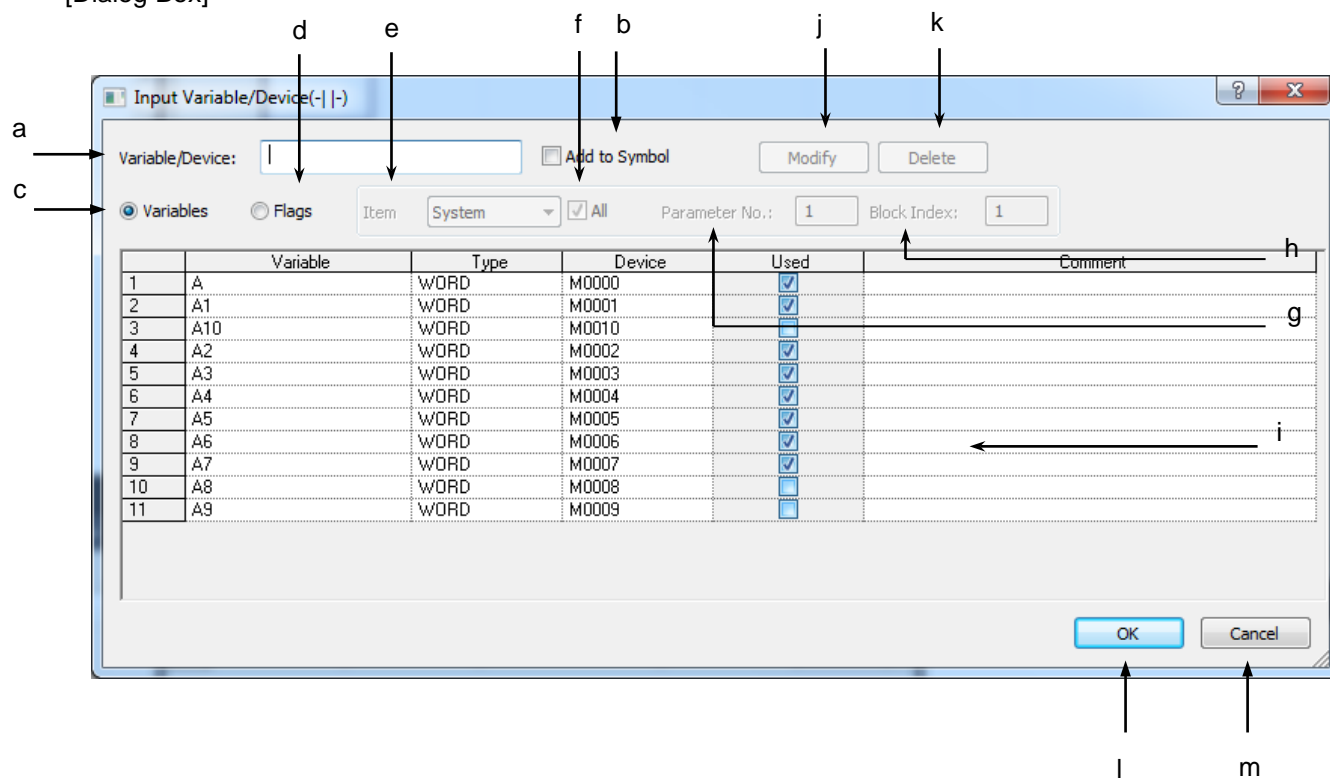 [Dialog Box]
d e f b j k
Input Variable/Device(-| |-)
a
Variable/Device: Add to Symbol Modify Delete
c
Variables Flags Item System All Parameter No.: 1 Block Index: 1
h
Variable Type Device Used Comment
1 A WORD M0000
2 A1 WORD M0001
g
3 A10 WORD M0010
4 A2 WORD M0002
5 A3 WORD M0003
6 A4 WORD M0004
7 A5 WORD M0005
i
8 A6 WORD M0006
9 A7 WORD M0007
10 A8 WORD M0008
11 A9 WORD M0009
OK Cancel
l m